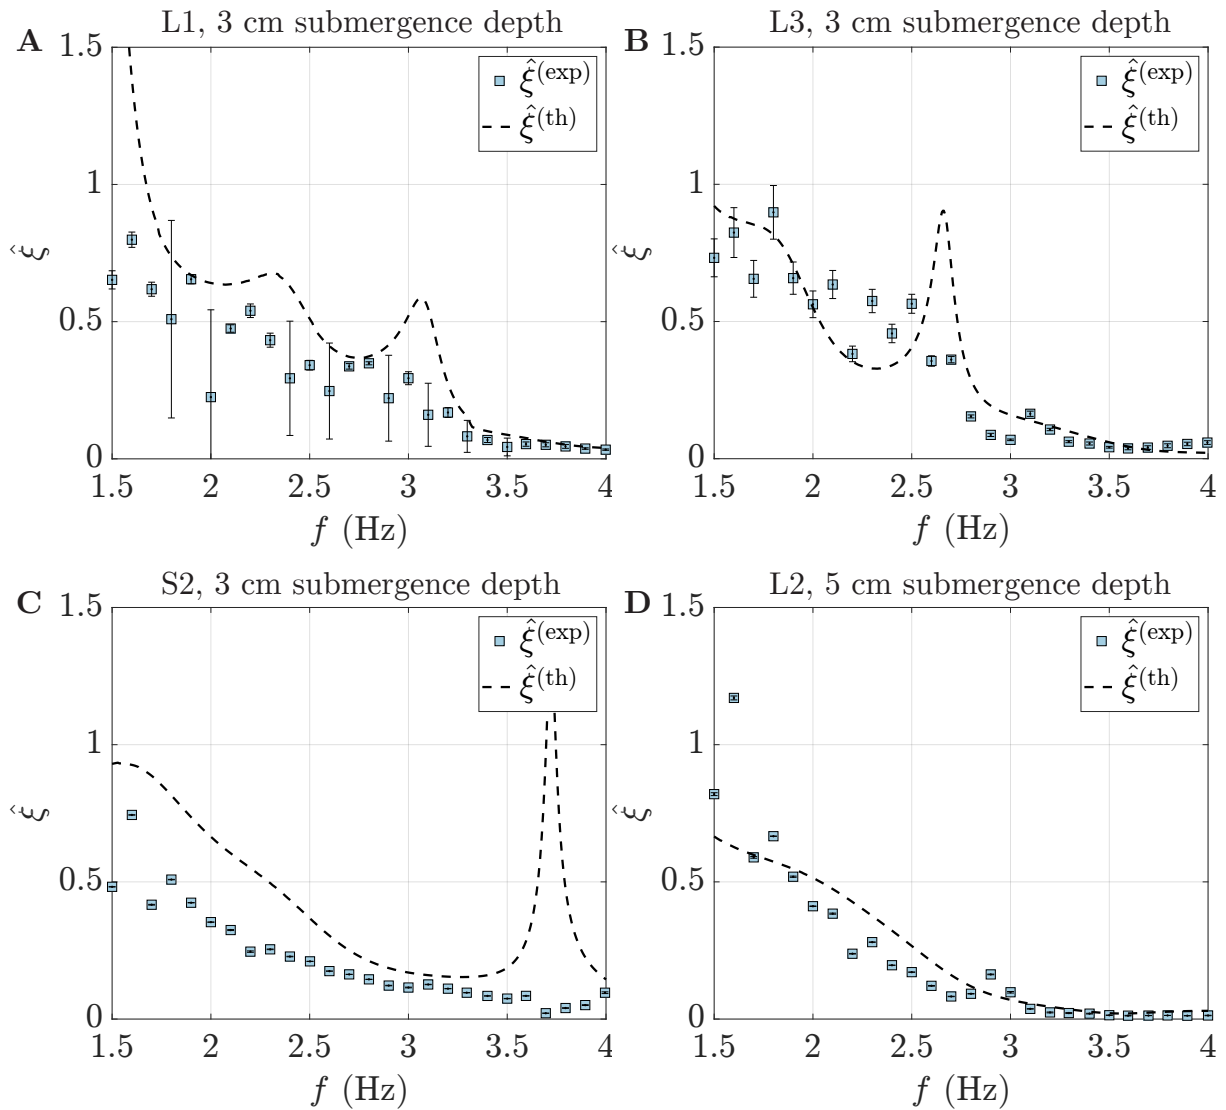 A L1, 3 cm submergence depth
1.5
1
0.5
0
ξ̂
ξ̂(exp)
ξ̂(th)
1.5 2 2.5 3 3.5 4
f (Hz)
B L3, 3 cm submergence depth
1.5
1
0.5
0
ξ̂
ξ̂(exp)
ξ̂(th)
1.5 2 2.5 3 3.5 4
f (Hz)
C S2, 3 cm submergence depth
1.5
1
0.5
0
ξ̂
ξ̂(exp)
ξ̂(th)
1.5 2 2.5 3 3.5 4
f (Hz)
D L2, 5 cm submergence depth
1.5
1
0.5
0
ξ̂
ξ̂(exp)
ξ̂(th)
1.5 2 2.5 3 3.5 4
f (Hz)